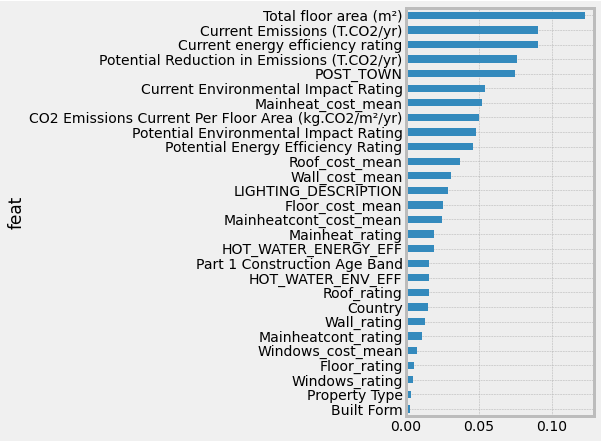 Total floor area (m²)
Current Emissions (T.CO2/yr)
Current energy efficiency rating
Potential Reduction in Emissions (T.CO2/yr)
POST_TOWN
Current Environmental Impact Rating
Mainheat_cost_mean
CO2 Emissions Current Per Floor Area (kg.CO2/m²/yr)
Potential Environmental Impact Rating
Potential Energy Efficiency Rating
Roof_cost_mean
Wall_cost_mean
LIGHTING_DESCRIPTION
Floor_cost_mean
Mainheatcont_cost_mean
Mainheat_rating
HOT_WATER_ENERGY_EFF
Part 1 Construction Age Band
HOT_WATER_ENV_EFF
Roof_rating
Country
Wall_rating
Mainheatcont_rating
Windows_cost_mean
Floor_rating
Windows_rating
Property Type
Built Form
feat
0.00 0.05 0.10